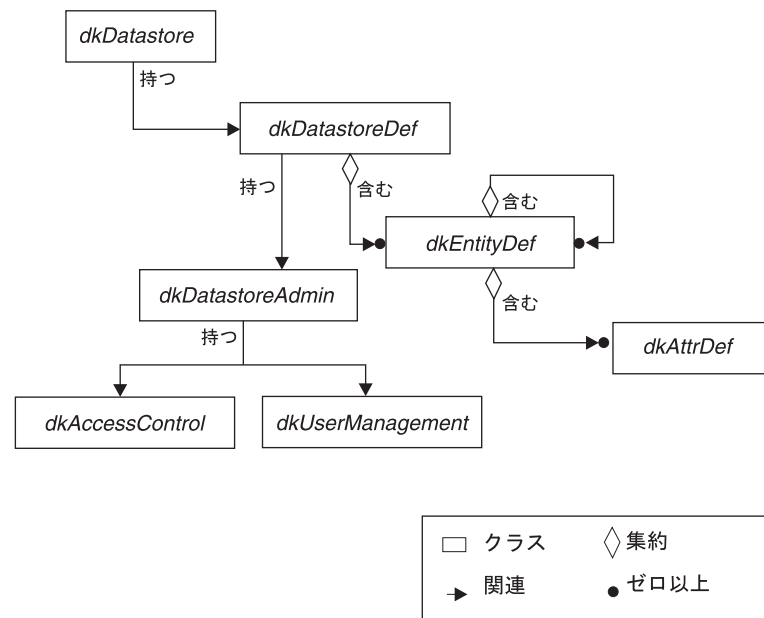 dkDatastore
持つ
dkDatastoreDef
持つ
含む
含む
dkEntityDef
dkDatastoreAdmin
含む
持つ
dkAttrDef
dkAccessControl
dkUserManagement
クラス
集約
関連
ゼロ以上